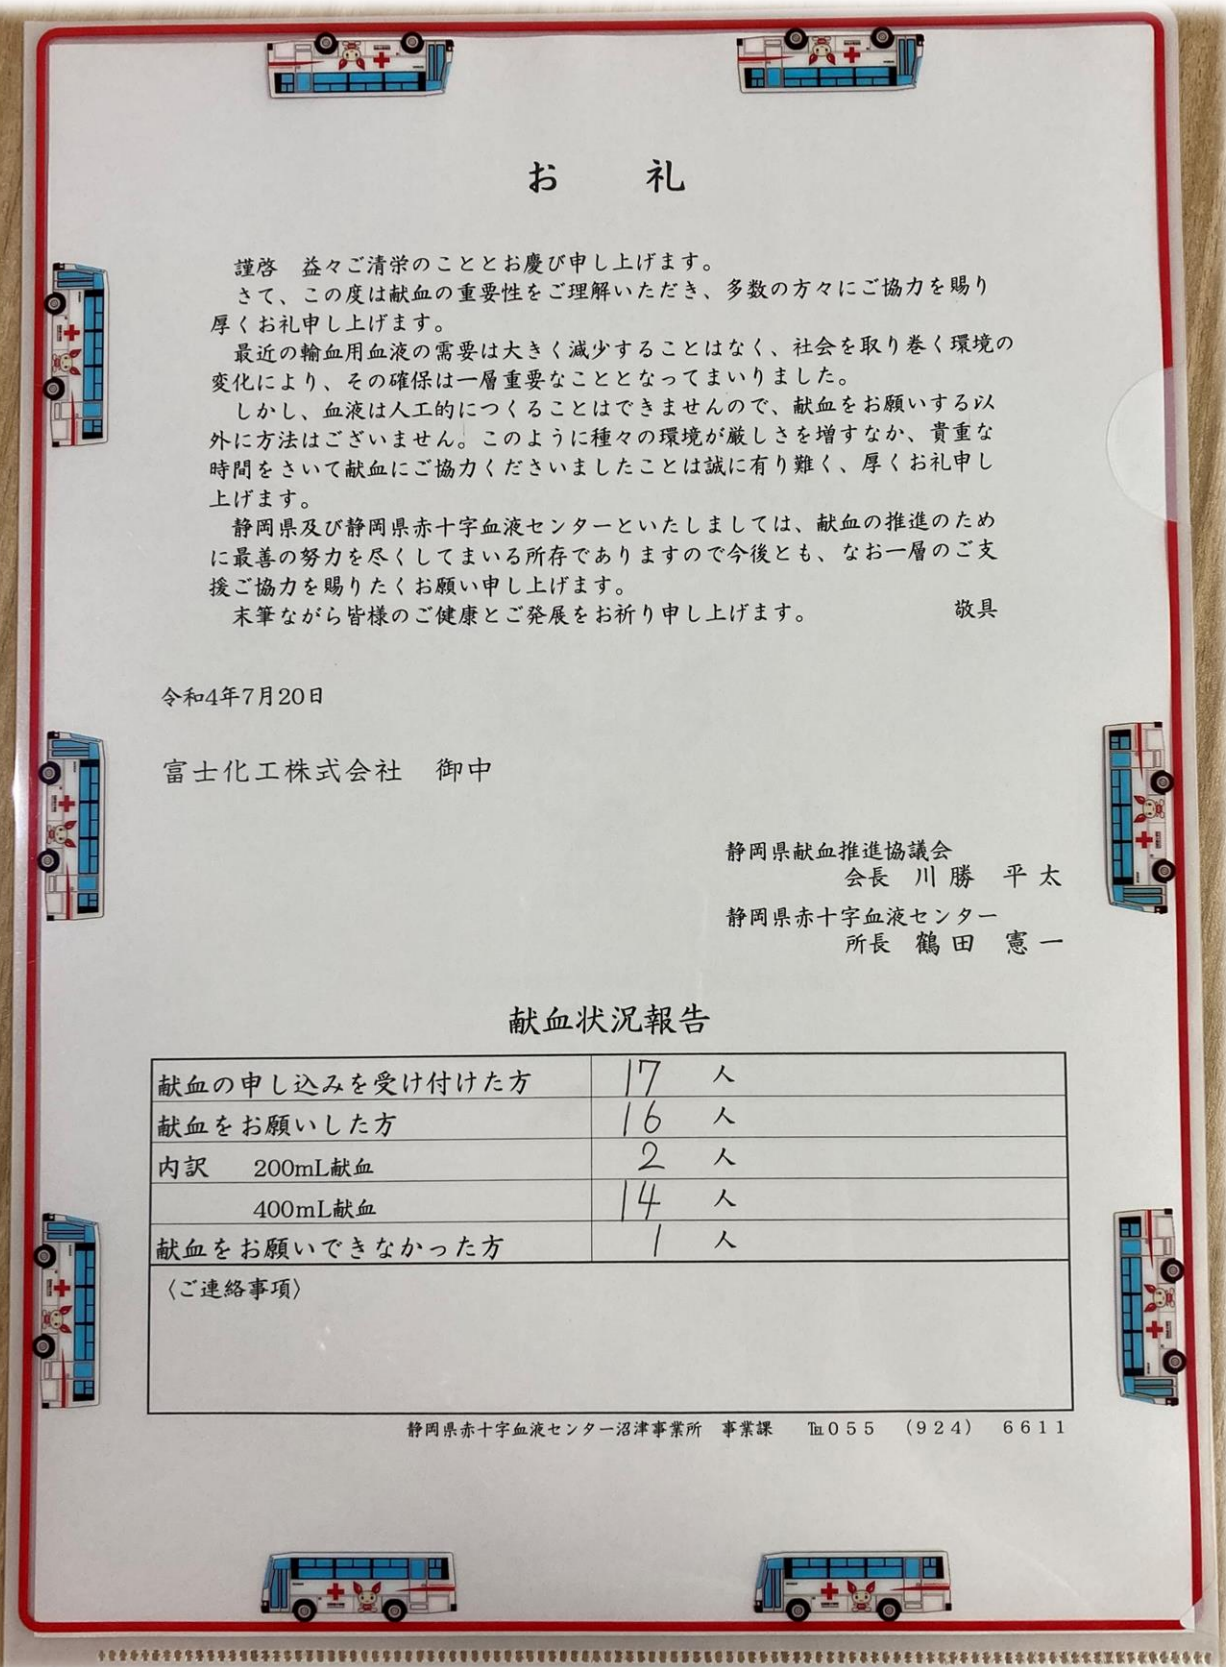 お 礼
謹啓 益々ご清栄のこととお慶び申し上げます。
さて、この度は献血の重要性をご理解いただき、多数の方々にご協力を賜り
厚くお礼申し上げます。
最近の輸血用血液の需要は大きく減少することはなく、社会を取り巻く環境の
変化により、その確保は一層重要なこととなってまいりました。
しかし、血液は人工的につくることはできませんので、献血をお願いする以
外に方法はございません。このように種々の環境が厳しさを増すなか、貴重な
時間をさいて献血にご協力くださいましたことは誠に有り難く、厚くお礼申し
上げます。
静岡県及び静岡県赤十字血液センターといたしましては、献血の推進のため
に最善の努力を尽くしてまいる所存でありますので今後とも、なお一層のご支
援ご協力を賜りたくお願い申し上げます。
末筆ながら皆様のご健康とご発展をお祈り申し上げます。 敬具
令和4年7月20日
富士化工株式会社 御中
静岡県献血推進協議会
会長 川勝 平太
静岡県赤十字血液センター
所長 鶴田 憲一
献血状況報告
献血の申し込みを受け付けた方 17 人
献血をお願いした方 16 人
内訳 200mL献血 2 人
400mL献血 14 人
献血をお願いできなかった方 1 人
〈ご連絡事項〉
静岡県赤十字血液センター沼津事業所 事業課 ℡055 (924) 6611